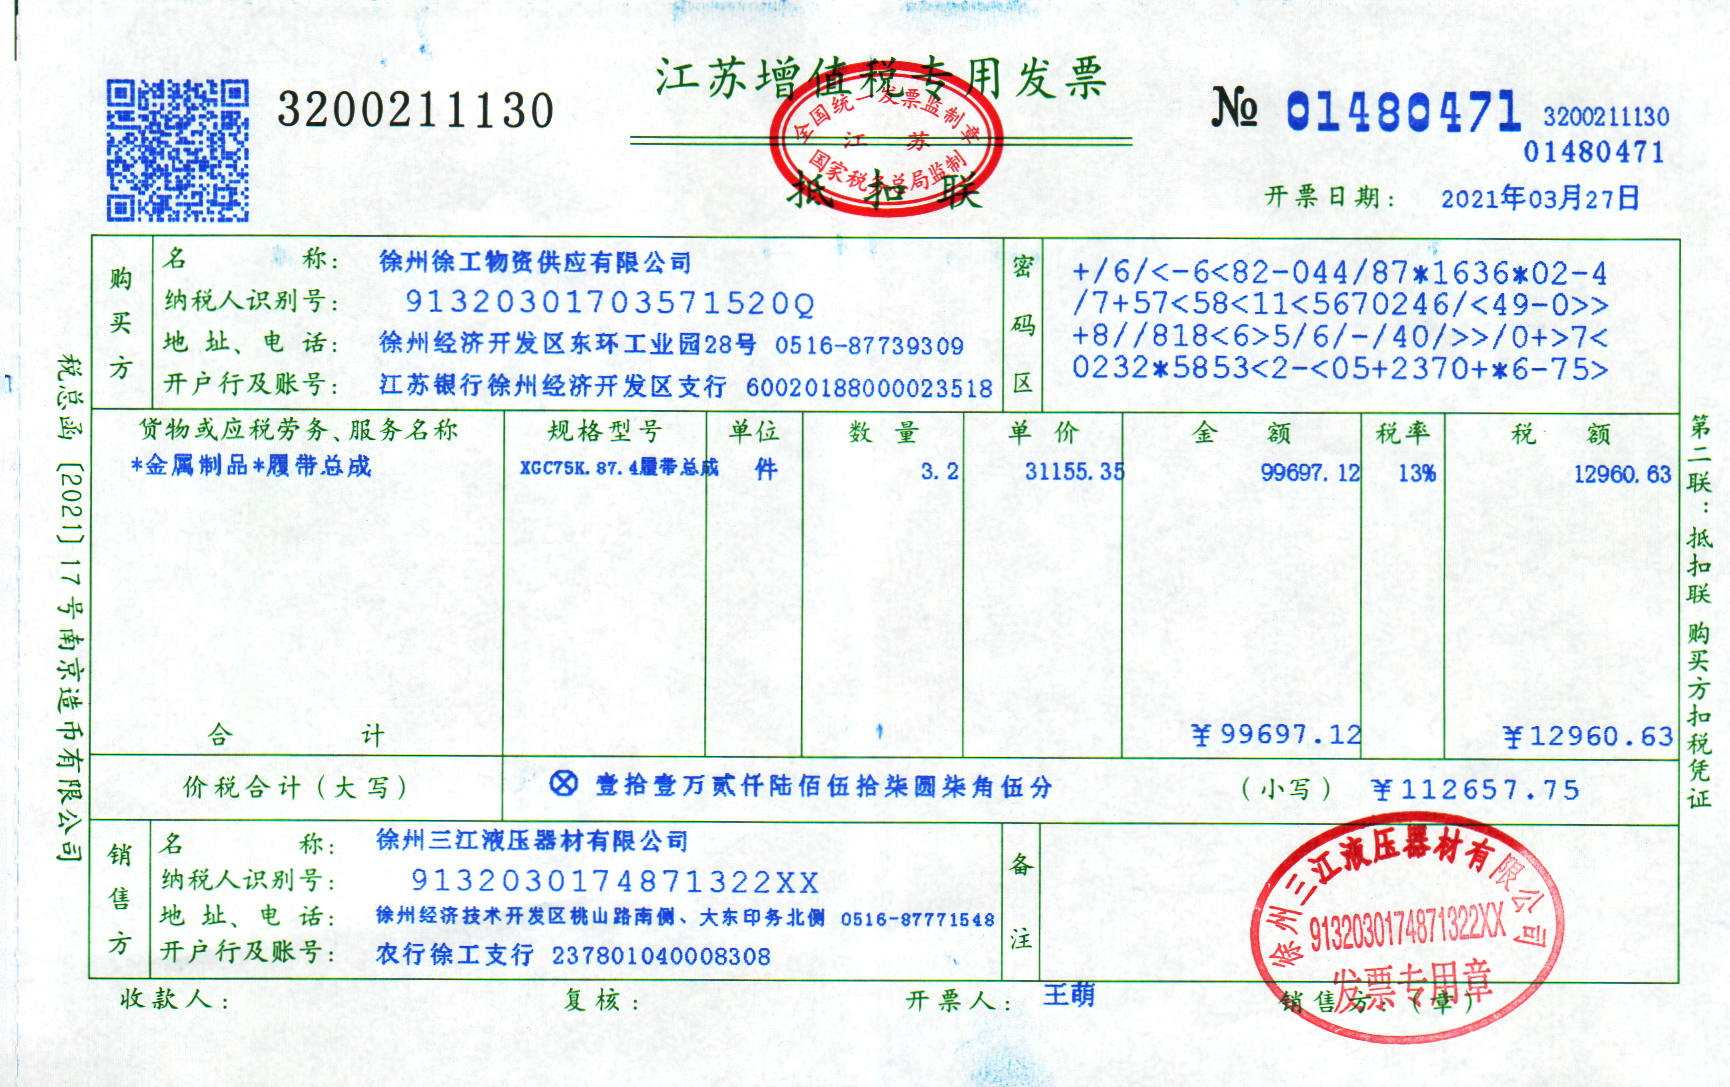 江苏增值税专用发票
3200211130
№ 01480471 3200211130
01480471
全国统一发票监制章
江 苏
国家税务总局监制
抵扣联
开票日期: 2021年03月27日
购买方
名 称: 徐州徐工物资供应有限公司
纳税人识别号: 91320301703571520Q
地址、电话: 徐州经济开发区东环工业园28号 0516-87739309
开户行及账号: 江苏银行徐州经济开发区支行 60020188000023518
密码区
+/6/<-6<82-044/87*1636*02-4
/7+57<58<11<5670246/<49-0>>
+8//818<6>5/6/-/40/>>/0+>7<
0232*5853<2-<05+2370+*6-75>
货物或应税劳务、服务名称 规格型号 单位 数量 单价 金额 税率 税额
*金属制品*履带总成 XGC75K.87.4履带总成 件 3.2 31155.35 99697.12 13% 12960.63
合 计 ¥99697.12 ¥12960.63
价税合计(大写) ⊗壹拾壹万贰仟陆佰伍拾柒圆柒角伍分 (小写) ¥112657.75
销售方
名 称: 徐州三江液压器材有限公司
纳税人识别号: 91320301748713​22XX
地址、电话: 徐州经济技术开发区桃山路南侧、大东印务北侧 0516-87771548
开户行及账号: 农行徐工支行 237801040008308
备注
徐州三江液压器材有限公司
91320301748713​22XX
发票专用章
收款人: 复核: 开票人: 王萌 销售方:(章)
税总函〔2021〕17号南京造币有限公司
第二联:抵扣联 购买方扣税凭证